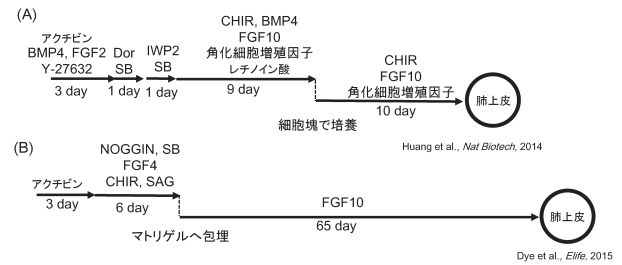 (A)
アクチビン
BMP4, FGF2
Y-27632
3 day
Dor
SB
1 day
IWP2
SB
1 day
CHIR, BMP4
FGF10
角化細胞増殖因子
レチノイン酸
9 day
CHIR
FGF10
角化細胞増殖因子
10 day
細胞塊で培養
肺上皮
Huang et al., Nat Biotech, 2014
(B)
アクチビン
3 day
NOGGIN, SB
FGF4
CHIR, SAG
6 day
マトリゲルへ包埋
FGF10
65 day
肺上皮
Dye et al., Elife, 2015